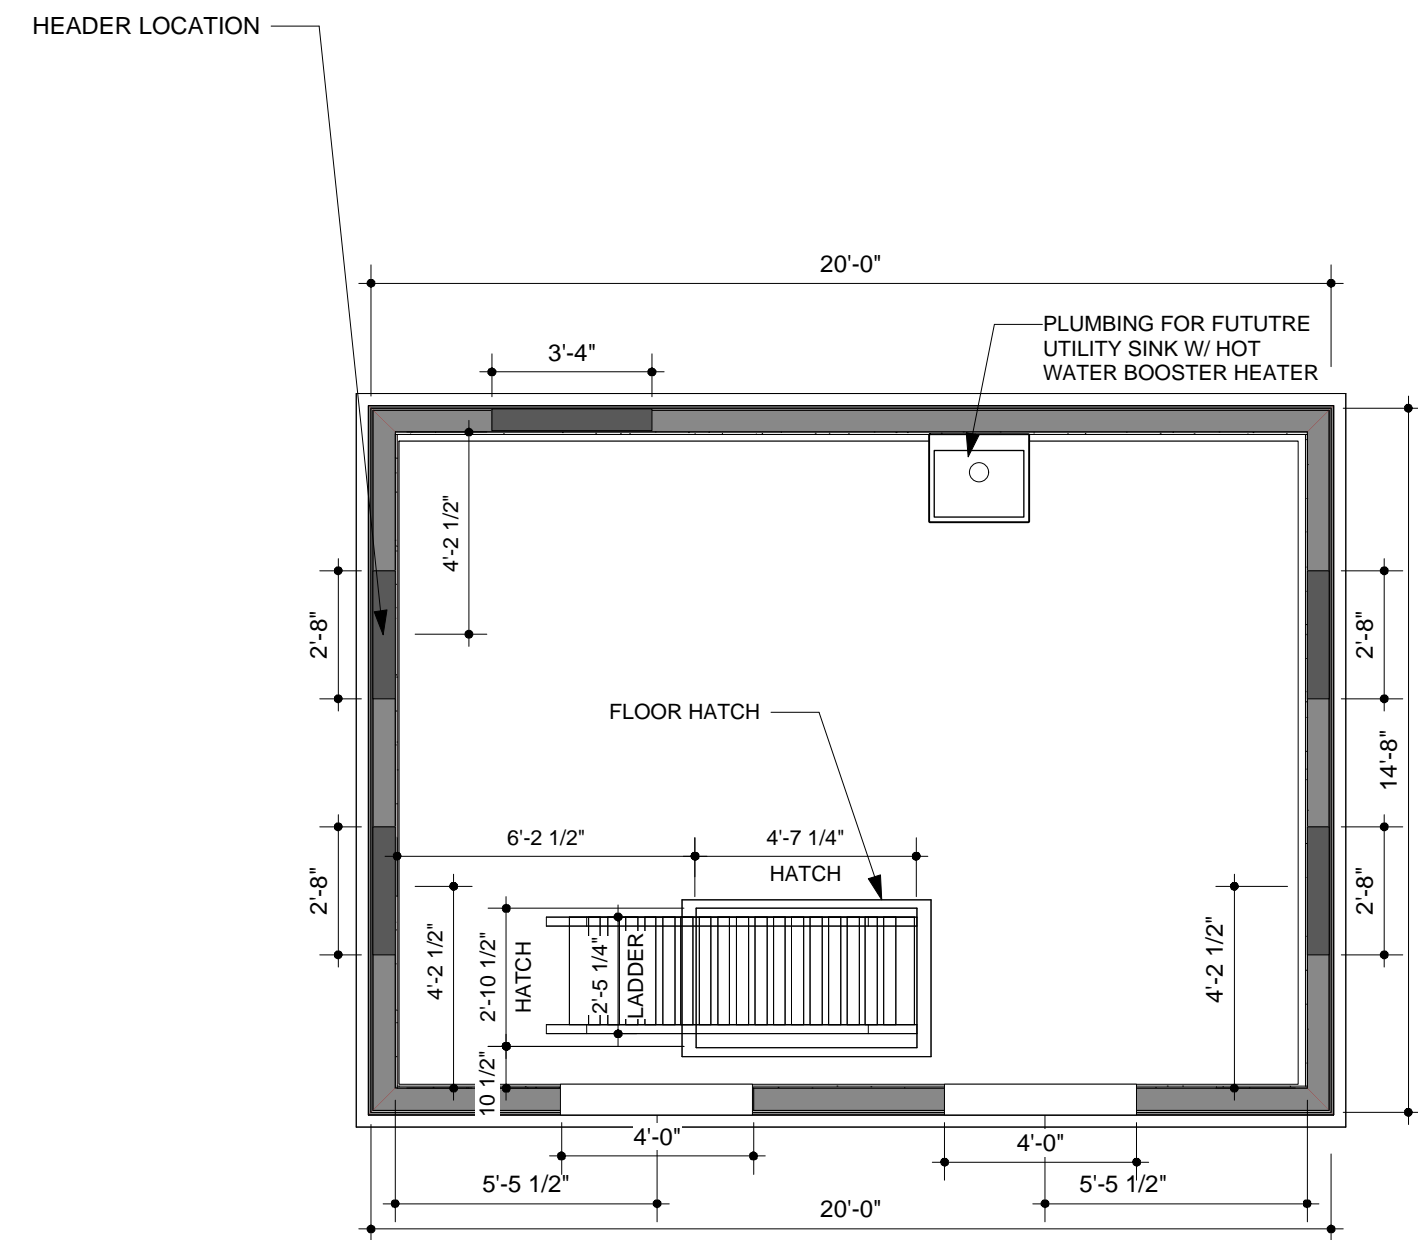 HEADER LOCATION
20'-0"
PLUMBING FOR FUTUTRE
UTILITY SINK W/ HOT
WATER BOOSTER HEATER
3'-4"
4'-2 1/2"
2'-8"
2'-8"
FLOOR HATCH
14'-8"
6'-2 1/2"
4'-7 1/4"
HATCH
2'-8"
2'-8"
4'-2 1/2"
2'-10 1/2"
HATCH
2'-5 1/4"
LADDER
4'-2 1/2"
10 1/2"
4'-0"
4'-0"
5'-5 1/2"
5'-5 1/2"
20'-0"